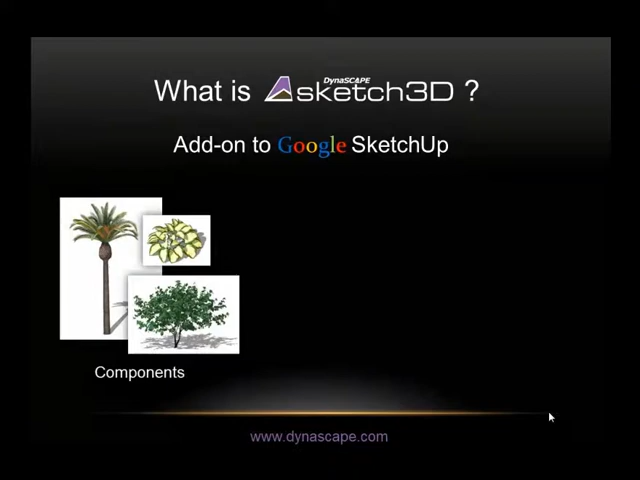 What is DynaSCAPE sketch3D ?
Add-on to Google SketchUp
Components
www.dynascape.com